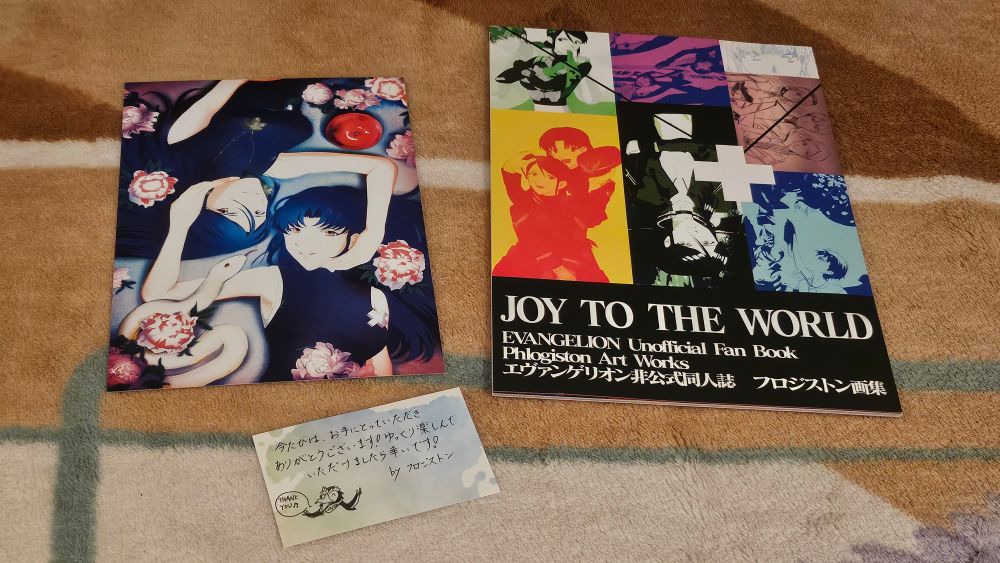 JOY TO THE WORLD
EVANGELION Unofficial Fan Book
Phlogiston Art Works
エヴァンゲリオン非公式同人誌　フロジストン画集
今たびは、お手にとっていただき
ありがとうございます!ゆっくり楽しんで
いただけましたら幸いです!
by フロジストン
THANK
YOU♬